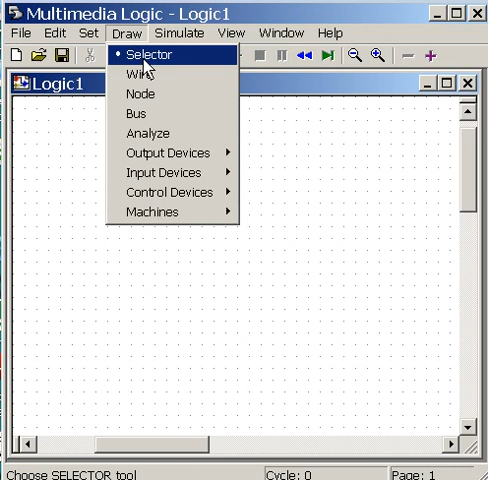 Multimedia Logic - Logic1
File Edit Set Draw Simulate View Window Help
Logic1
Selector
Node
Bus
Analyze
Output Devices
Input Devices
Control Devices
Machines
Choose SELECTOR tool Cycle: 0 Page: 1